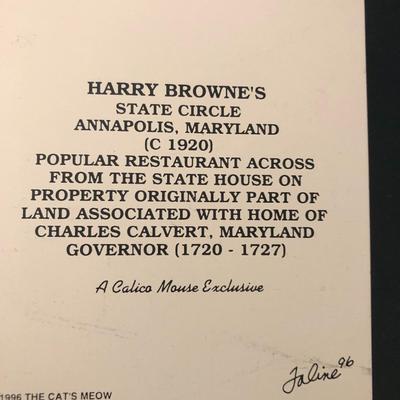 HARRY BROWNE'S
STATE CIRCLE
ANNAPOLIS, MARYLAND
(C 1920)
POPULAR RESTAURANT ACROSS
FROM THE STATE HOUSE ON
PROPERTY ORIGINALLY PART OF
LAND ASSOCIATED WITH HOME OF
CHARLES CALVERT, MARYLAND
GOVERNOR (1720 - 1727)
A Calico Mouse Exclusive
Faline 96
1996 THE CAT'S MEOW